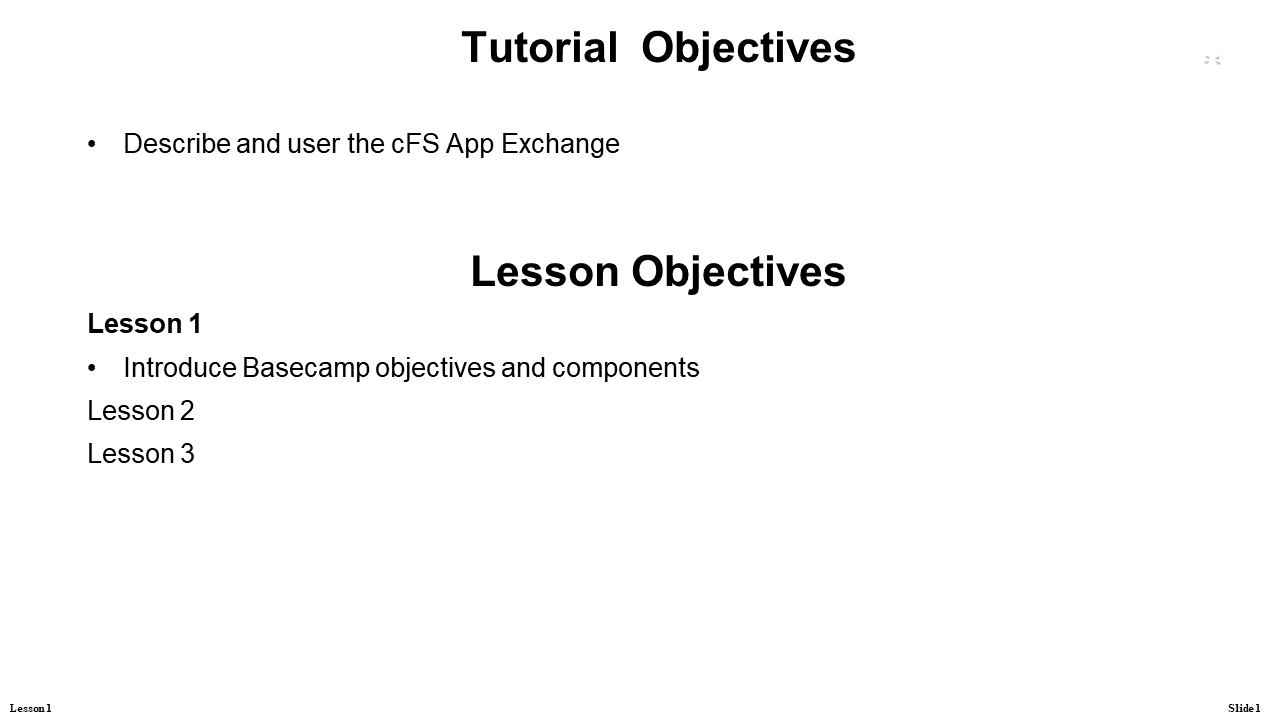 Tutorial Objectives
• Describe and user the cFS App Exchange
Lesson Objectives
Lesson 1
• Introduce Basecamp objectives and components
Lesson 2
Lesson 3
Lesson 1
Slide 1